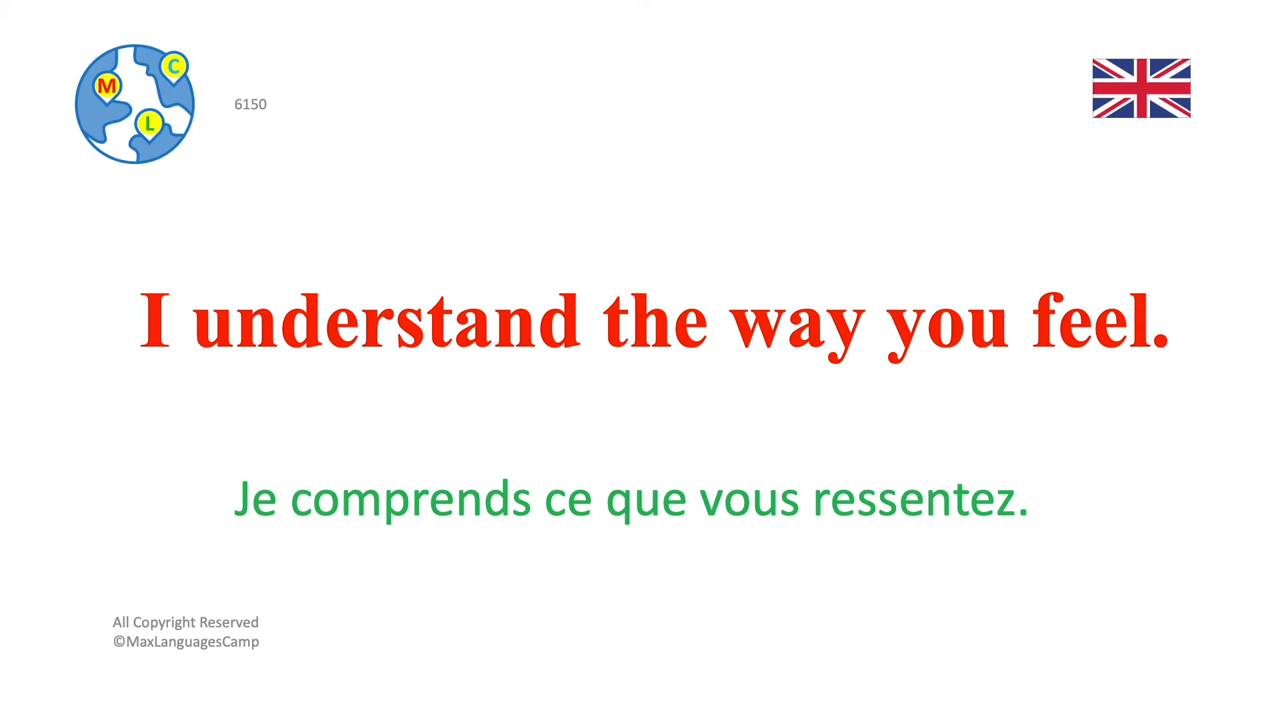 M
C
L
6150
I understand the way you feel.
Je comprends ce que vous ressentez.
All Copyright Reserved
©MaxLanguagesCamp